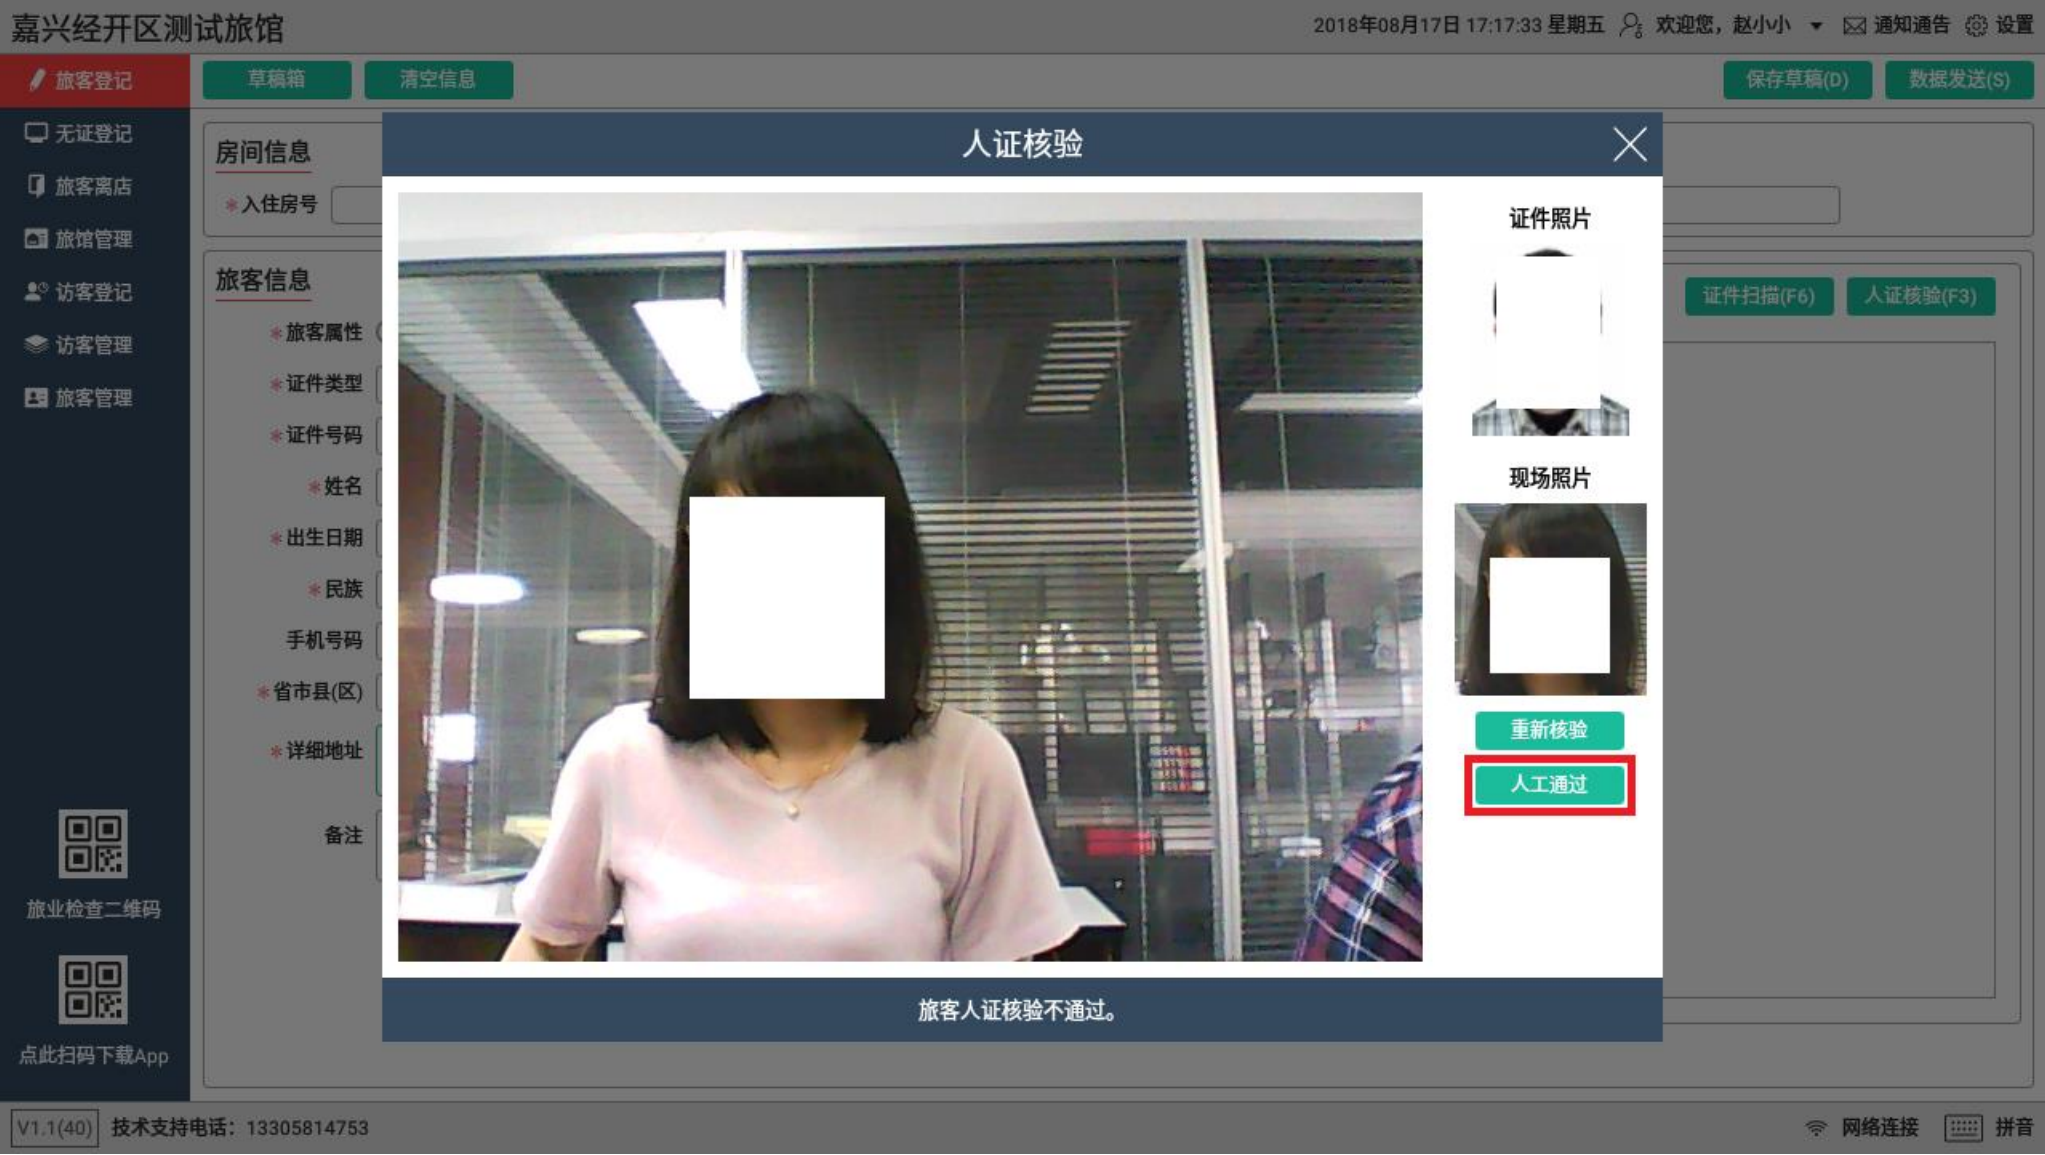 嘉兴经开区测试旅馆
2018年08月17日 17:17:33 星期五 欢迎您，赵小小 通知通告 设置
旅客登记
草稿箱
清空信息
保存草稿(D)
数据发送(S)
无证登记
旅客离店
旅馆管理
访客登记
访客管理
旅客管理
房间信息
*入住房号
旅客信息
证件扫描(F6)
人证核验(F3)
*旅客属性
*证件类型
*证件号码
*姓名
*出生日期
*民族
手机号码
*省市县(区)
*详细地址
备注
人证核验
证件照片
现场照片
重新核验
人工通过
旅客人证核验不通过。
旅业检查二维码
点此扫码下载App
V1.1(40) 技术支持电话：13305814753
网络连接 拼音